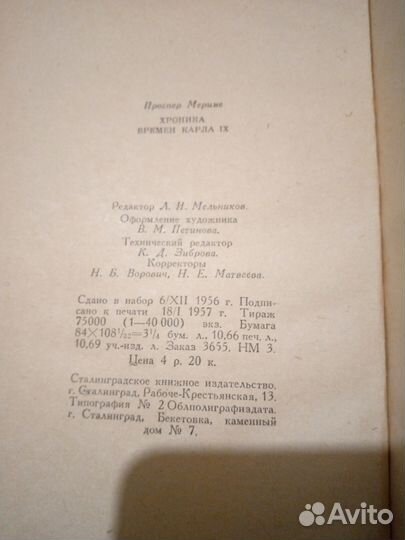 Проспер Мериме
ХРОНИКА
ВРЕМЕН КАРЛА IX
Редактор Л. И. Мельников.
Оформление художника
В. М. Петинова.
Технический редактор
К. Д. Зиброва.
Корректоры
Н. Б. Ворович, Н. Е. Матвеева.
Сдано в набор 6/XII 1956 г. Подпи-
сано к печати 18/I 1957 г. Тираж
75000 (1—40 000) вкз. Бумага
84×108¹/₂₂=3¹/₄ бум. л., 10,66 печ. л.,
10,69 уч.-изд. л. Заказ 3655. НМ 3.
Цена 4 р. 20 к.
Сталинградское книжное издательство.
г. Сталинград, Рабоче-Крестьянская, 13.
Типография № 2 Облполиграфиздата.
г. Сталинград, Бекетовка, каменный
дом № 7.
Avito